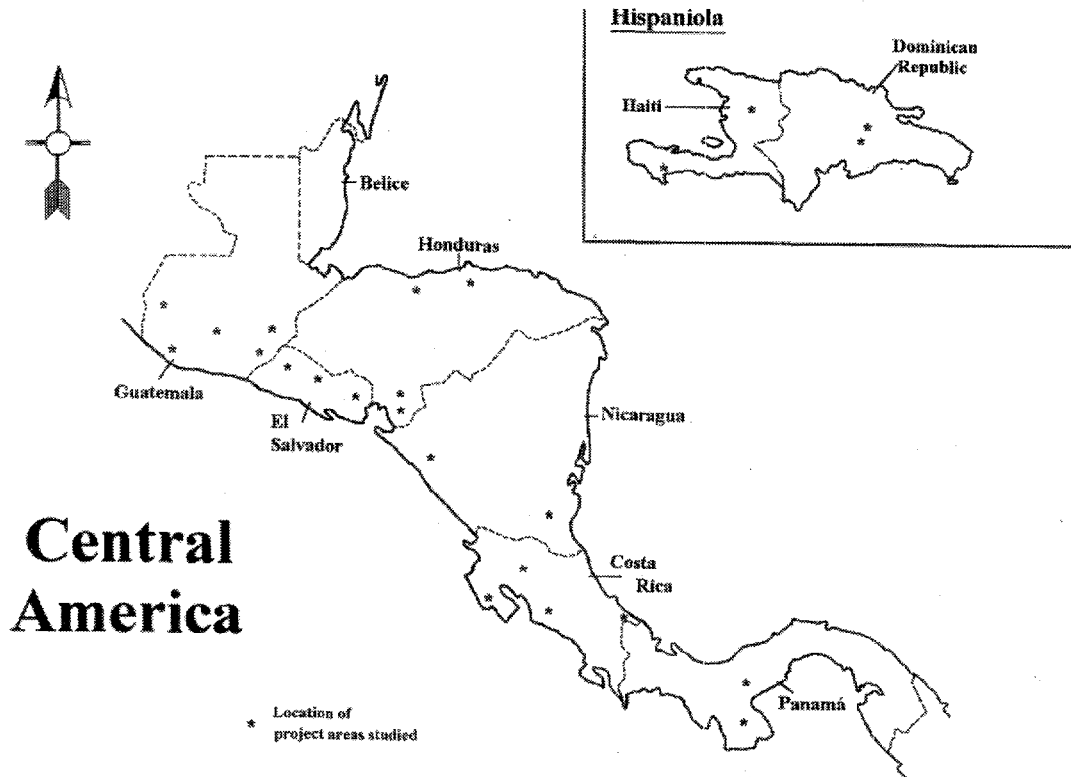 Hispaniola
Dominican
Republic
Haiti
Belice
Honduras
Guatemala
El
Salvador
Nicaragua
Central
America
Costa
Rica
Panamá
* Location of
project areas studied